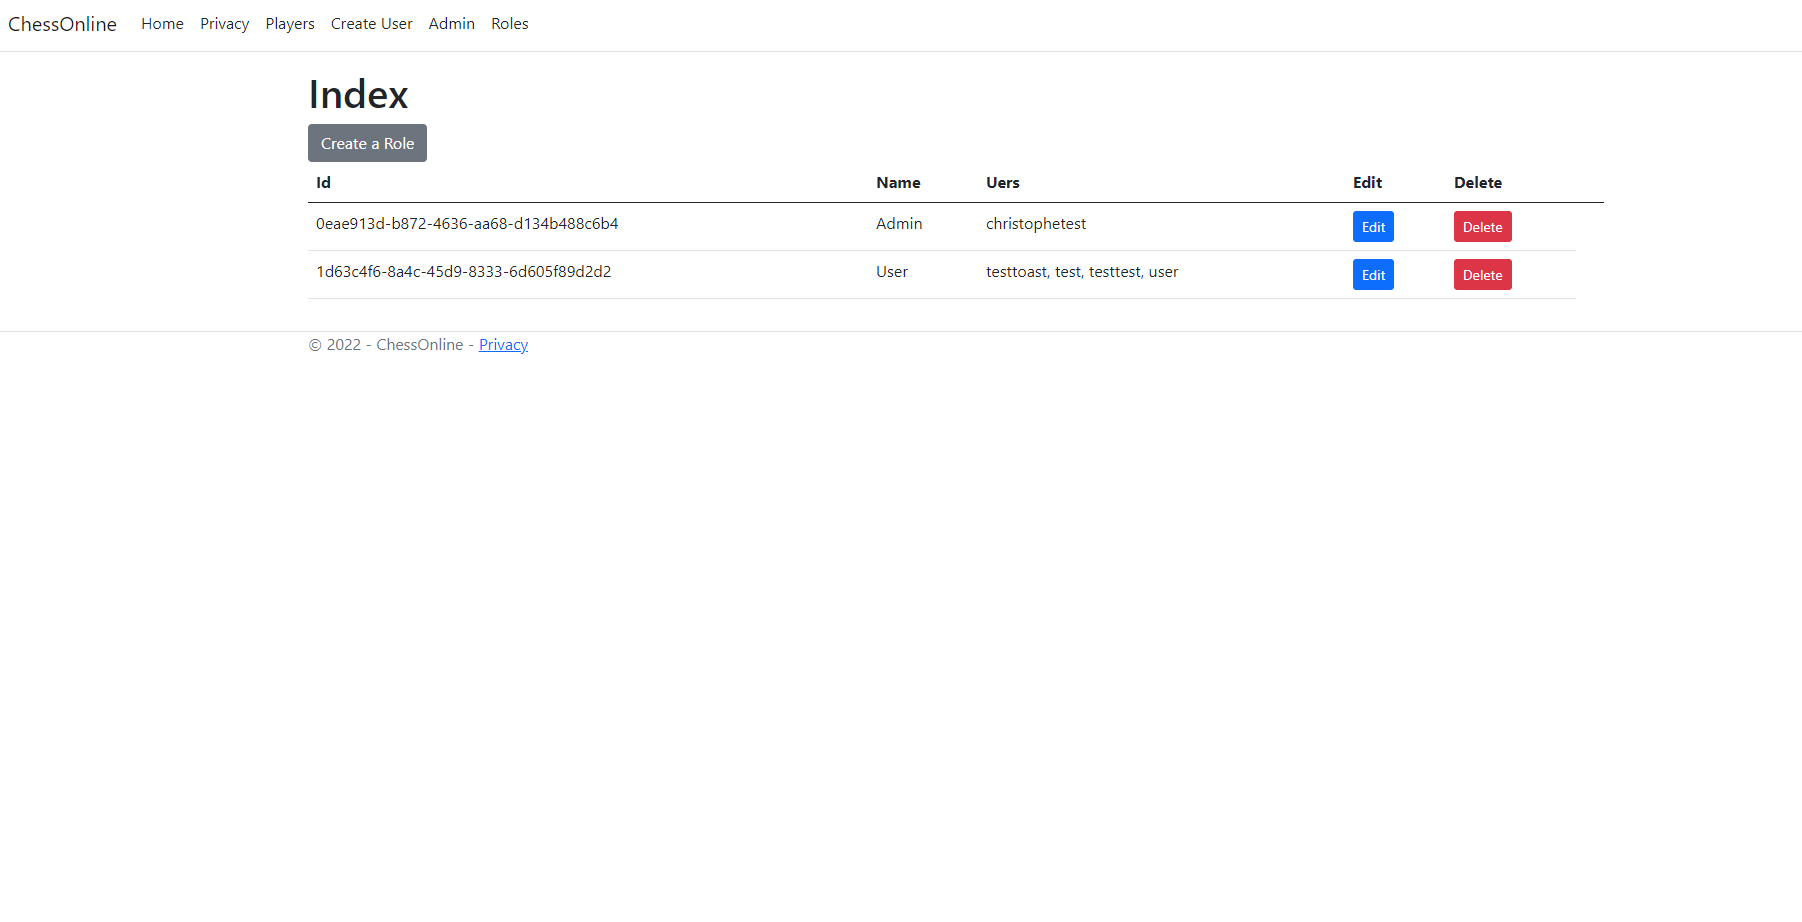 ChessOnline Home Privacy Players Create User Admin Roles
Index
Create a Role
Id Name Uers Edit Delete
0eae913d-b872-4636-aa68-d134b488c6b4 Admin christophetest Edit Delete
1d63c4f6-8a4c-45d9-8333-6d605f89d2d2 User testtoast, test, testtest, user Edit Delete
© 2022 - ChessOnline - Privacy